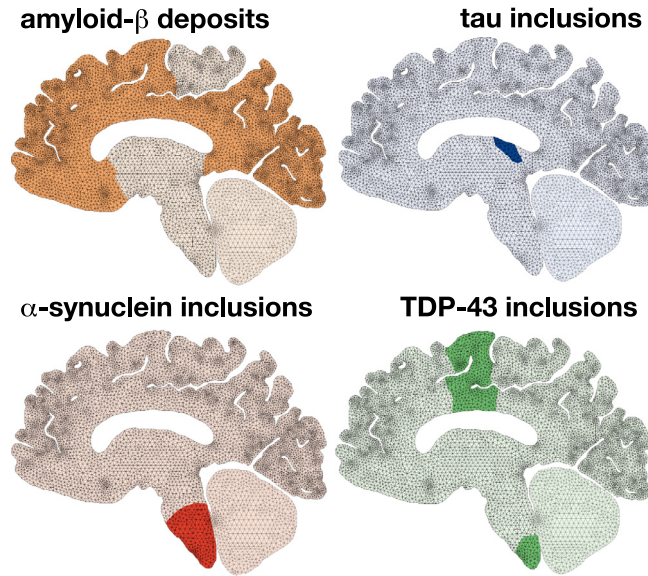 amyloid-β deposits
tau inclusions
α-synuclein inclusions
TDP-43 inclusions